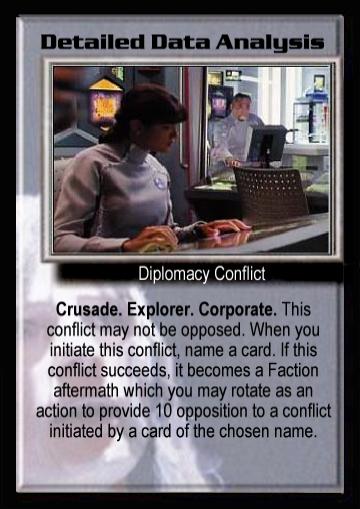 Detailed Data Analysis
Diplomacy Conflict
Crusade. Explorer. Corporate. This
conflict may not be opposed. When you
initiate this conflict, name a card. If this
conflict succeeds, it becomes a Faction
aftermath which you may rotate as an
action to provide 10 opposition to a conflict
initiated by a card of the chosen name.